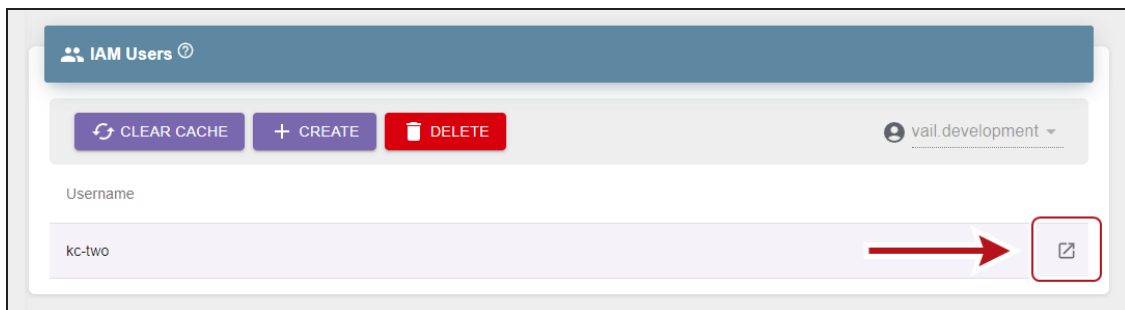 IAM Users ?
CLEAR CACHE
+ CREATE
DELETE
vail.development
Username
kc-two